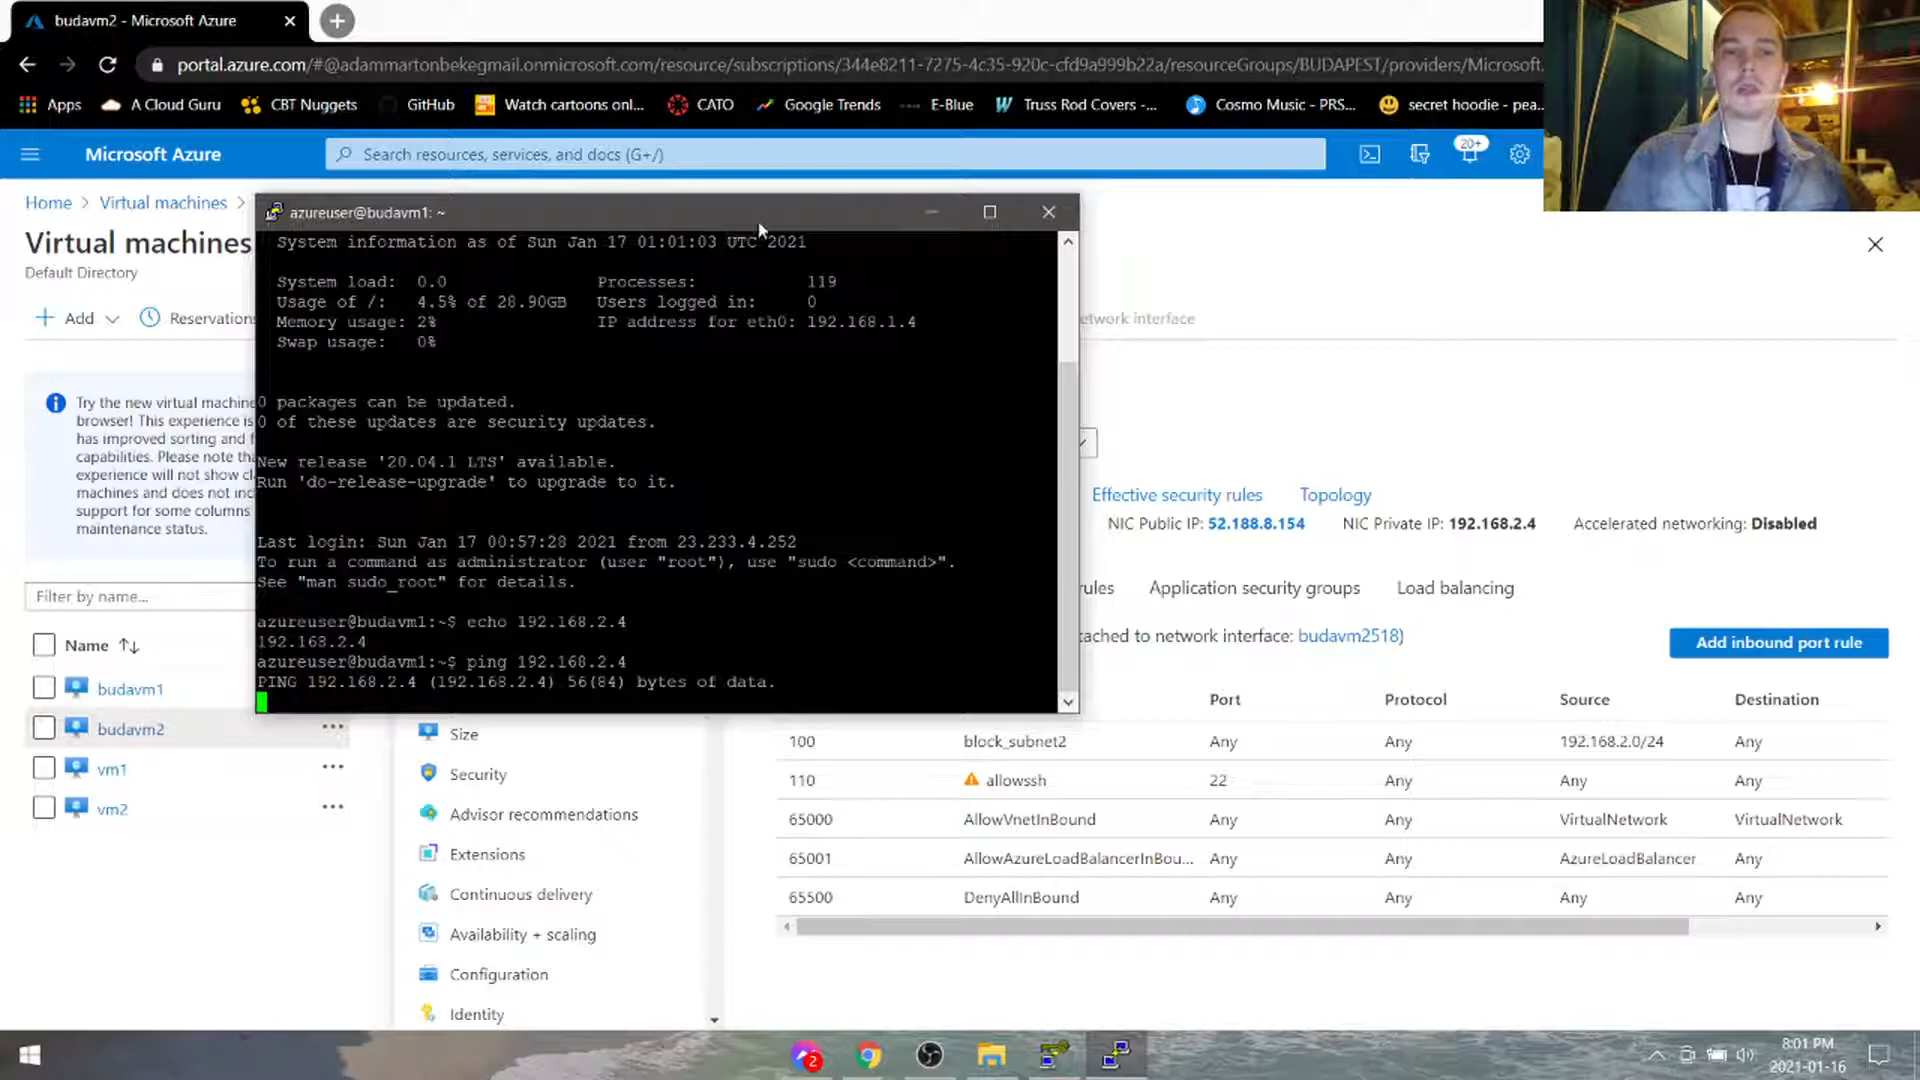 budavm2 - Microsoft Azure
portal.azure.com/#@adammartonbekegmail.onmicrosoft.com/resource/subscriptions/344e8211-7275-4c35-920c-cfd9a999b22a/resourceGroups/BUDAPEST/providers/Microsoft.
Apps A Cloud Guru CBT Nuggets GitHub Watch cartoons onl... CATO Google Trends E-Blue Truss Rod Covers -... Cosmo Music - PRS... secret hoodie - pea...
Microsoft Azure Search resources, services, and docs (G+/) 20+
Home > Virtual machines >
Virtual machines
Default Directory
Add Reservations
etwork interface
Try the new virtual machine
browser! This experience is
has improved sorting and f
capabilities. Please note tha
experience will not show cl
machines and does not inc
support for some columns
maintenance status.
Filter by name...
Name ↑↓
budavm1
budavm2 ...
vm1 ...
vm2 ...
azureuser@budavm1: ~
System information as of Sun Jan 17 01:01:03 UTC 2021
System load: 0.0 Processes: 119
Usage of /: 4.5% of 28.90GB Users logged in: 0
Memory usage: 2% IP address for eth0: 192.168.1.4
Swap usage: 0%
0 packages can be updated.
0 of these updates are security updates.
New release '20.04.1 LTS' available.
Run 'do-release-upgrade' to upgrade to it.
Last login: Sun Jan 17 00:57:28 2021 from 23.233.4.252
To run a command as administrator (user "root"), use "sudo <command>".
See "man sudo_root" for details.
azureuser@budavm1:~$ echo 192.168.2.4
192.168.2.4
azureuser@budavm1:~$ ping 192.168.2.4
PING 192.168.2.4 (192.168.2.4) 56(84) bytes of data.
Size
Security
Advisor recommendations
Extensions
Continuous delivery
Availability + scaling
Configuration
Identity
Effective security rules Topology
NIC Public IP: 52.188.8.154 NIC Private IP: 192.168.2.4 Accelerated networking: Disabled
ules Application security groups Load balancing
tached to network interface: budavm2518)
Add inbound port rule
Port Protocol Source Destination
100 block_subnet2 Any Any 192.168.2.0/24 Any
110 allowssh 22 Any Any Any
65000 AllowVnetInBound Any Any VirtualNetwork VirtualNetwork
65001 AllowAzureLoadBalancerInBou... Any Any AzureLoadBalancer Any
65500 DenyAllInBound Any Any Any Any
2
8:01 PM
2021-01-16